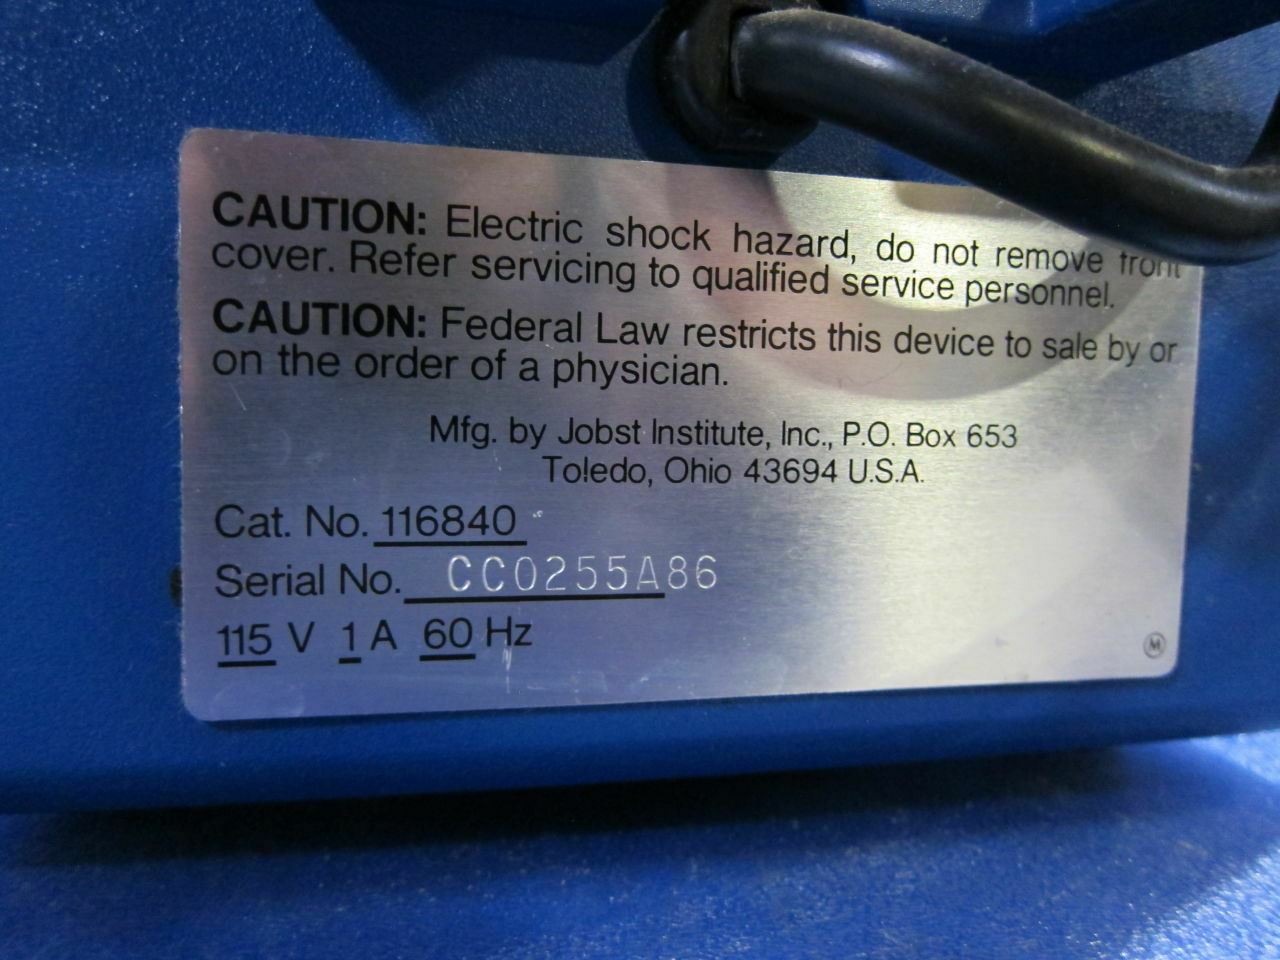 CAUTION: Electric shock hazard, do not remove front
cover. Refer servicing to qualified service personnel.
CAUTION: Federal Law restricts this device to sale by or
on the order of a physician.
Mfg. by Jobst Institute, Inc., P.O. Box 653
Toledo, Ohio 43694 U.S.A.
Cat. No. 116840
Serial No. CC0255A86
115 V 1 A 60 Hz
M